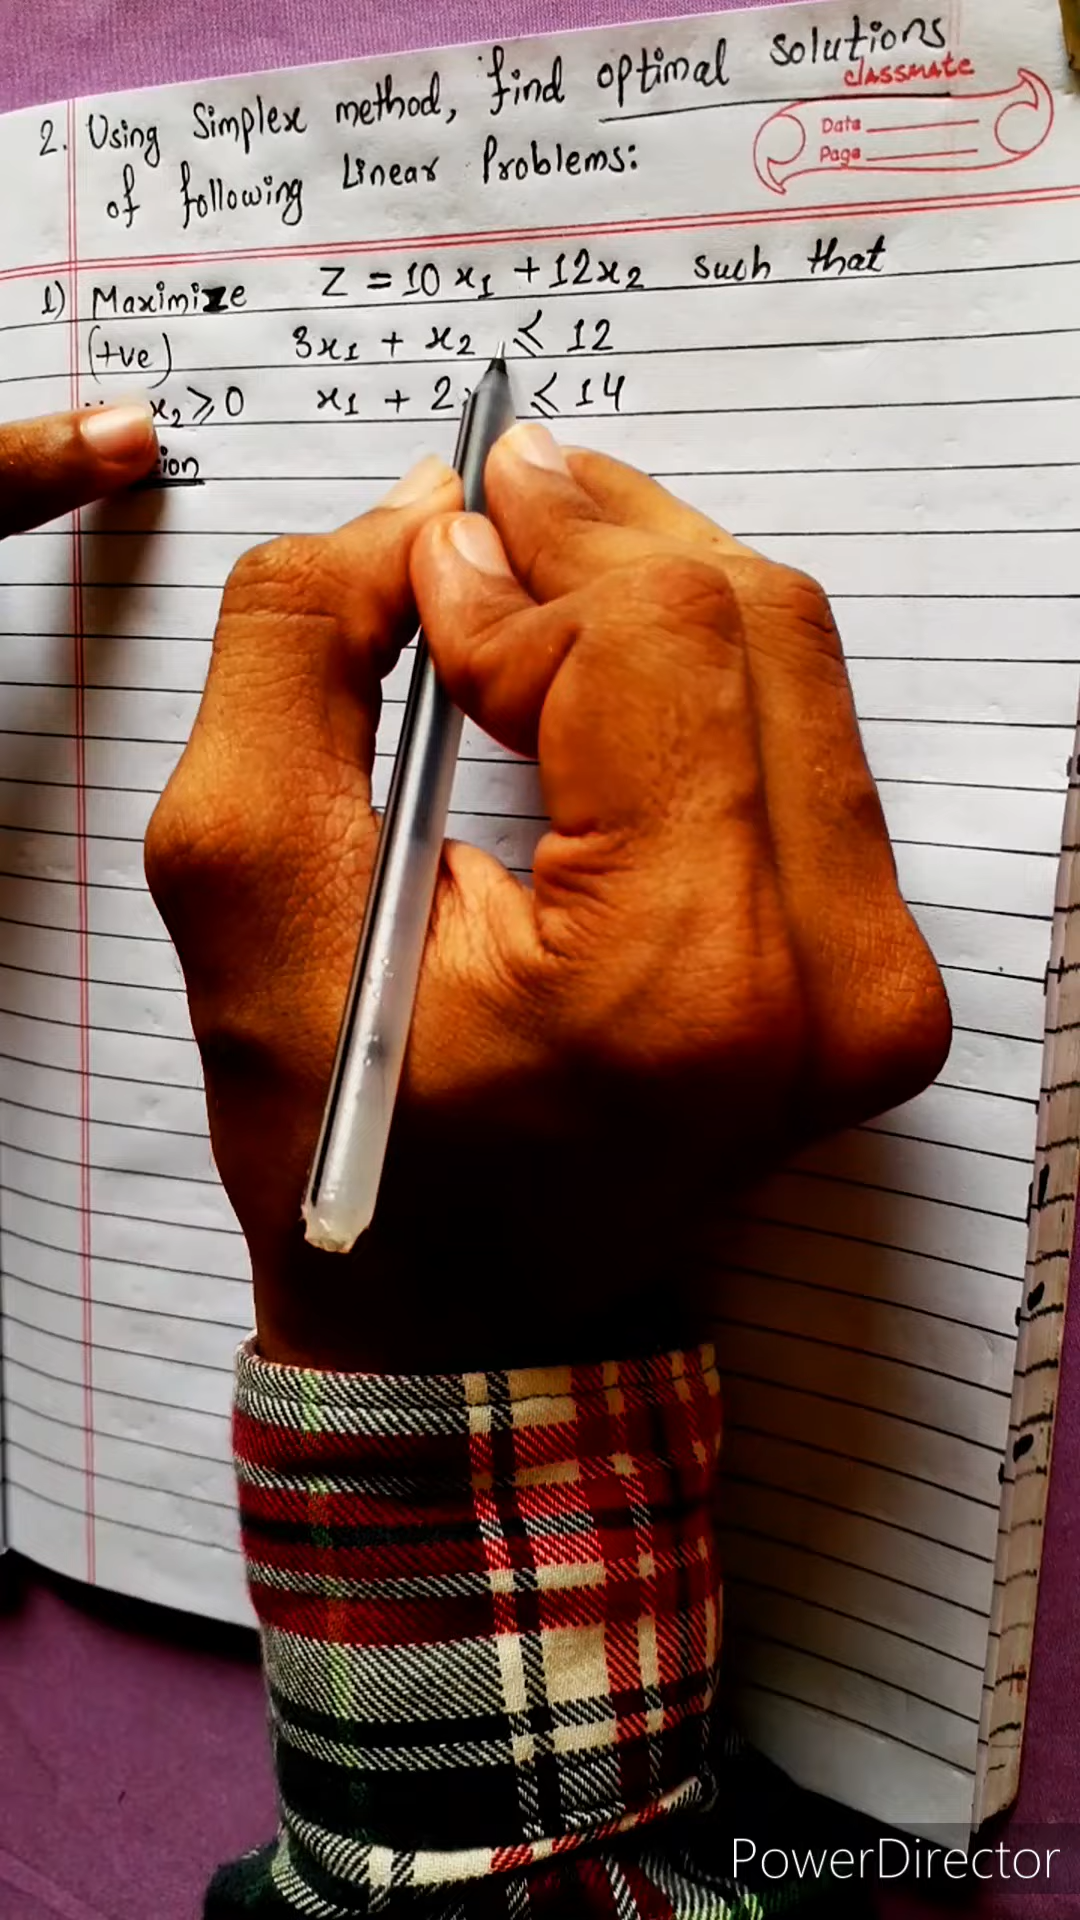 2. Using Simplex method, find optimal solutions
of following Linear Problems:
classmate
Date
Page
1) Maximize Z = 10x₁ + 12x₂ such that
(+ve) 3x₁ + x₂ ⩽ 12
x₂ ⩾ 0 x₁ + 2 ⩽ 14
PowerDirector